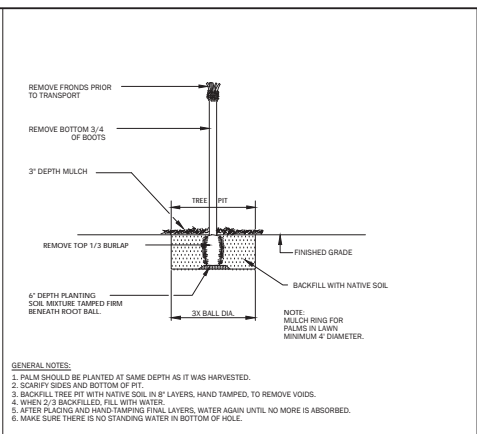 REMOVE FRONDS PRIOR
TO TRANSPORT
REMOVE BOTTOM 3/4
OF BOOTS
3" DEPTH MULCH
TREE PIT
REMOVE TOP 1/3 BURLAP
FINISHED GRADE
BACKFILL WITH NATIVE SOIL
6" DEPTH PLANTING
SOIL MIXTURE TAMPED FIRM
BENEATH ROOT BALL.
3X BALL DIA.
NOTE:
MULCH RING FOR
PALMS IN LAWN
MINIMUM 4' DIAMETER.
GENERAL NOTES:
1. PALM SHOULD BE PLANTED AT SAME DEPTH AS IT WAS HARVESTED.
2. SCARIFY SIDES AND BOTTOM OF PIT.
3. BACKFILL TREE PIT WITH NATIVE SOIL IN 8" LAYERS, HAND TAMPED, TO REMOVE VOIDS.
4. WHEN 2/3 BACKFILLED, FILL WITH WATER.
5. AFTER PLACING AND HAND-TAMPING FINAL LAYERS, WATER AGAIN UNTIL NO MORE IS ABSORBED.
6. MAKE SURE THERE IS NO STANDING WATER IN BOTTOM OF HOLE.